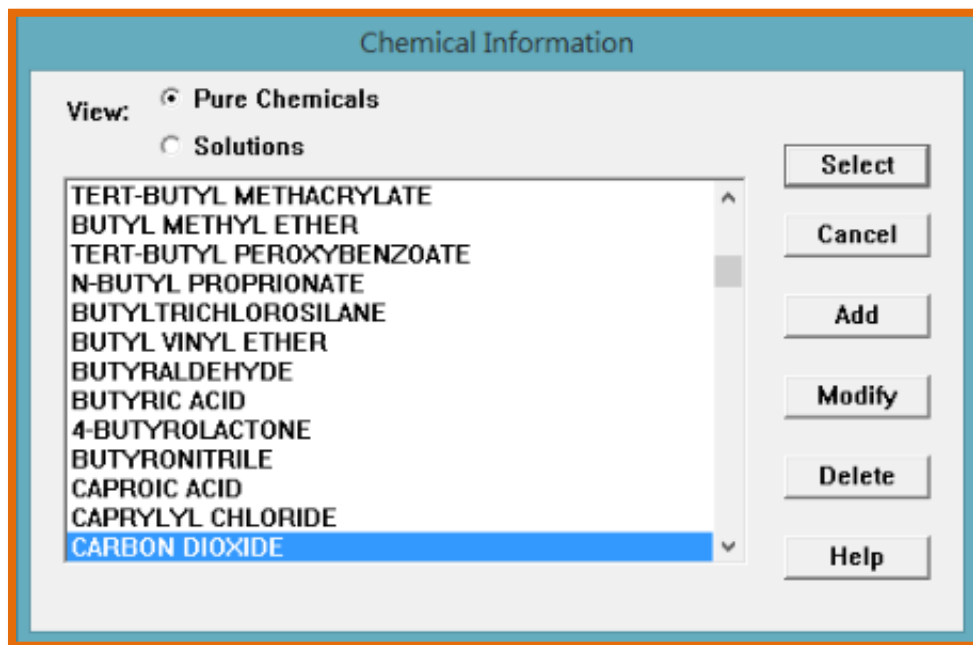 Chemical Information
View:
Pure Chemicals
Solutions
TERT-BUTYL METHACRYLATE
BUTYL METHYL ETHER
TERT-BUTYL PEROXYBENZOATE
N-BUTYL PROPRIONATE
BUTYLTRICHLOROSILANE
BUTYL VINYL ETHER
BUTYRALDEHYDE
BUTYRIC ACID
4-BUTYROLACTONE
BUTYRONITRILE
CAPROIC ACID
CAPRYLYL CHLORIDE
CARBON DIOXIDE
Select
Cancel
Add
Modify
Delete
Help